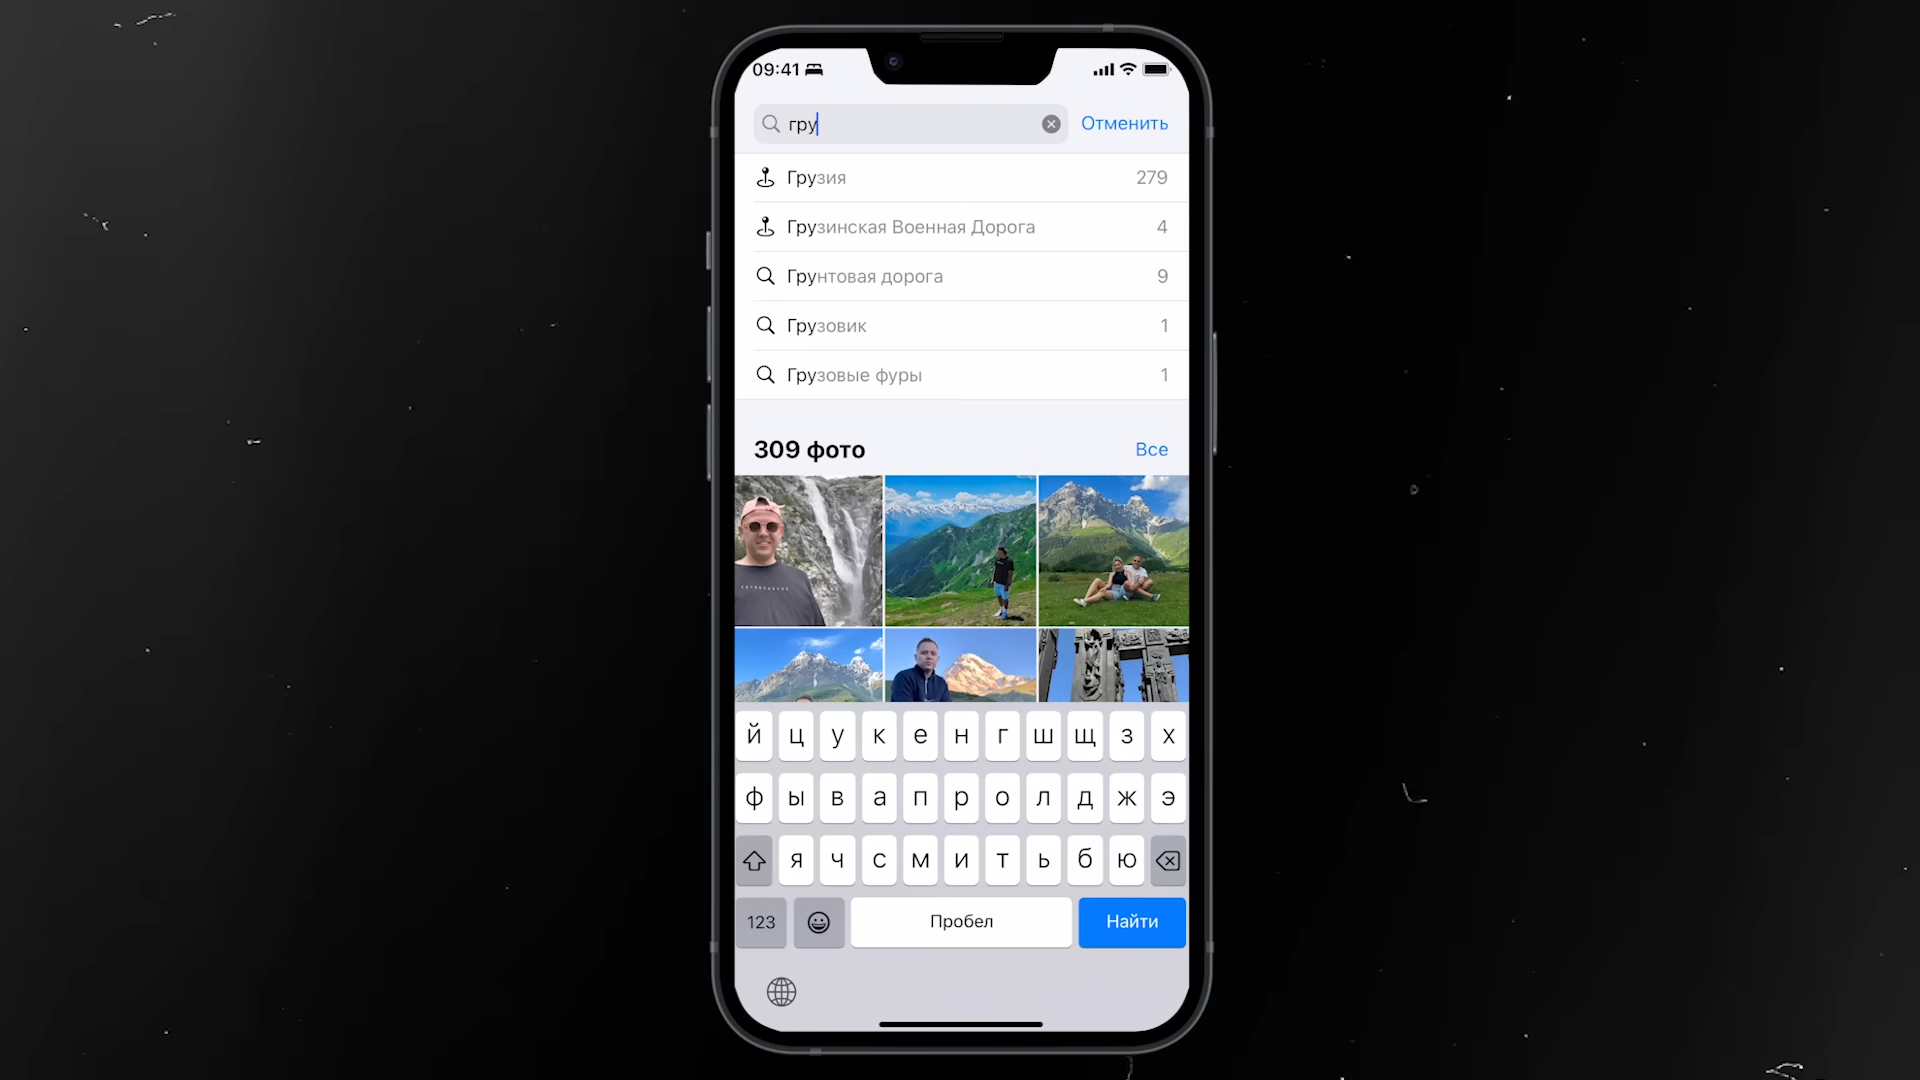 09:41
гру
Отменить
Грузия 279
Грузинская Военная Дорога 4
Грунтовая дорога 9
Грузовик 1
Грузовые фуры 1
309 фото Все
й ц у к е н г ш щ з х
ф ы в а п р о л д ж э
я ч с м и т ь б ю
123 Пробел Найти